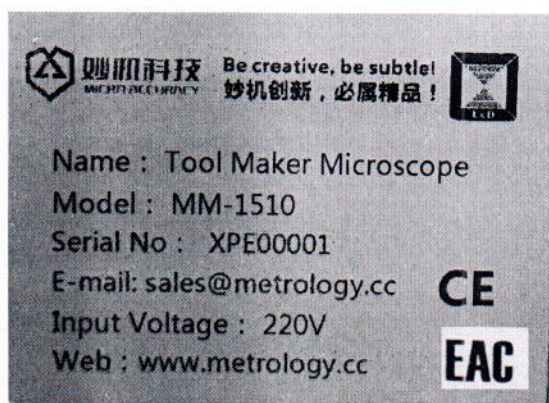 妙机科技
MICRO ACCURACY
Be creative, be subtle!
妙机创新，必属精品！
Name： Tool Maker Microscope
Model： MM-1510
Serial No： XPE00001
E-mail: sales@metrology.cc
Input Voltage： 220V
Web：www.metrology.cc
CE
EAC